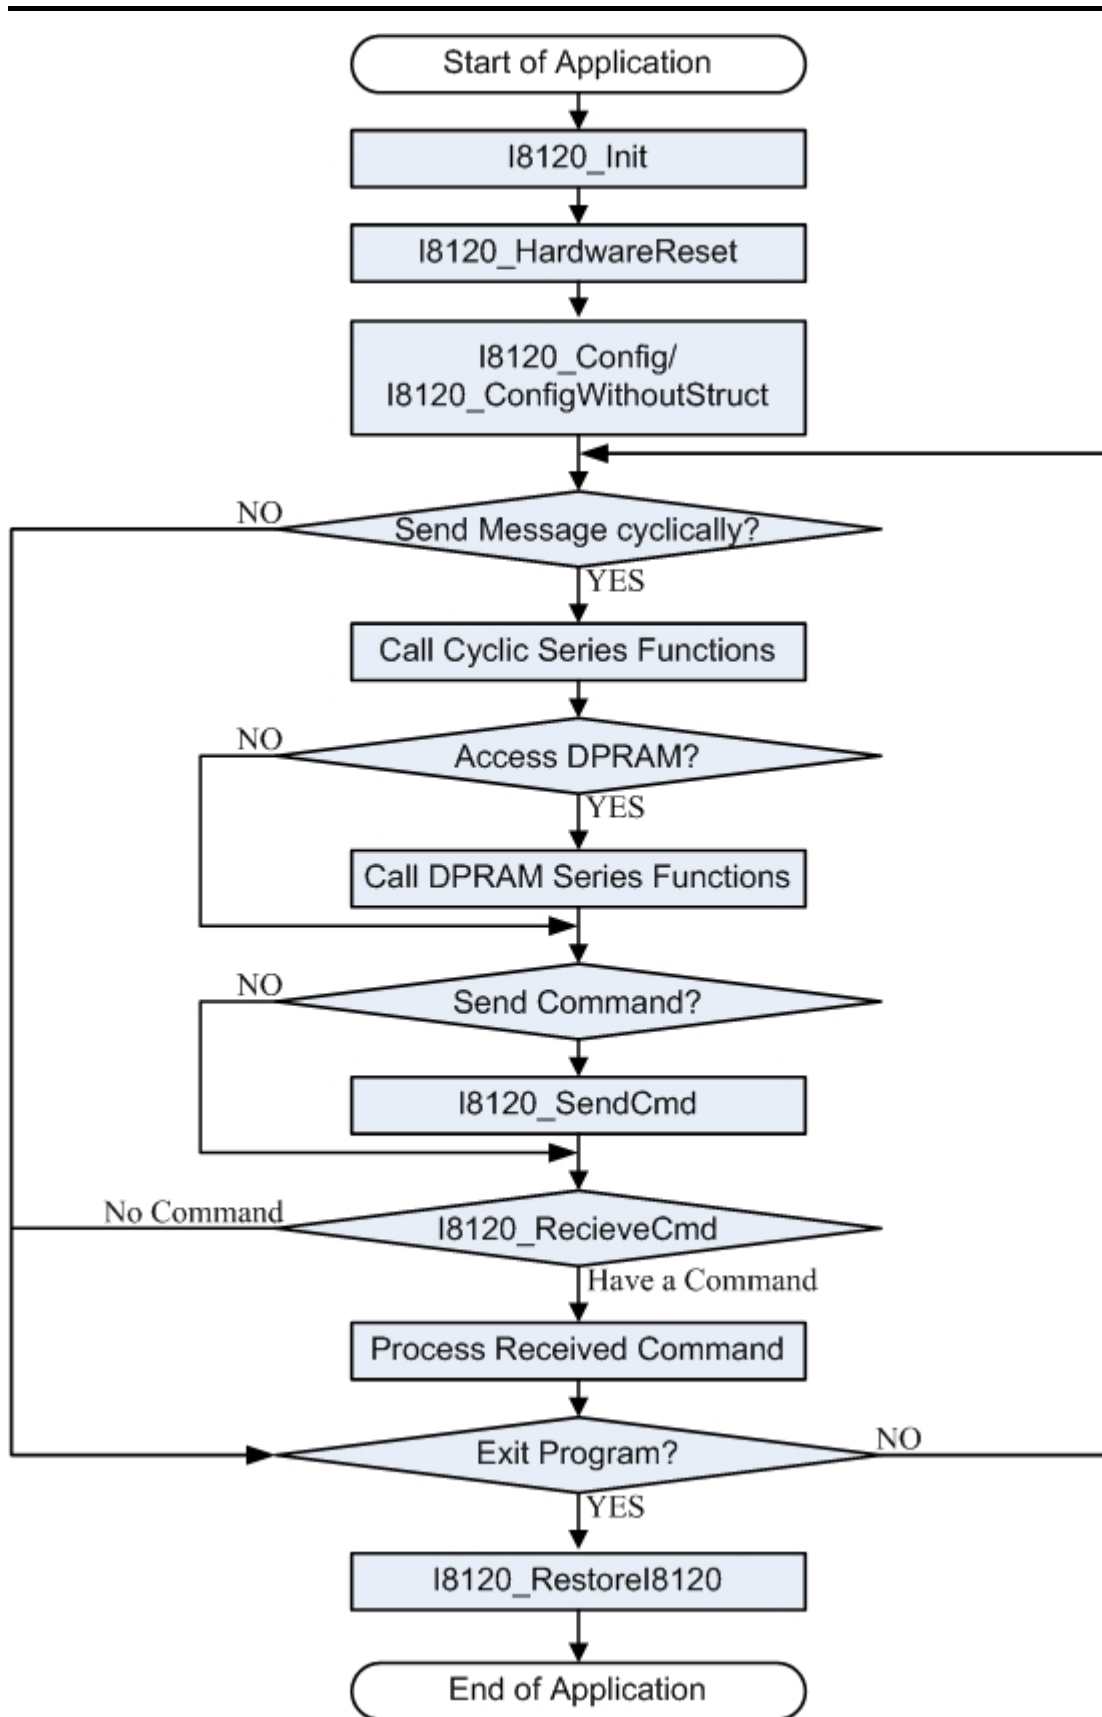 Start of Application
I8120_Init
I8120_HardwareReset
I8120_Config/
I8120_ConfigWithoutStruct
NO
Send Message cyclically?
YES
Call Cyclic Series Functions
NO
Access DPRAM?
YES
Call DPRAM Series Functions
NO
Send Command?
I8120_SendCmd
No Command
I8120_RecieveCmd
Have a Command
Process Received Command
Exit Program?
NO
YES
I8120_RestoreI8120
End of Application